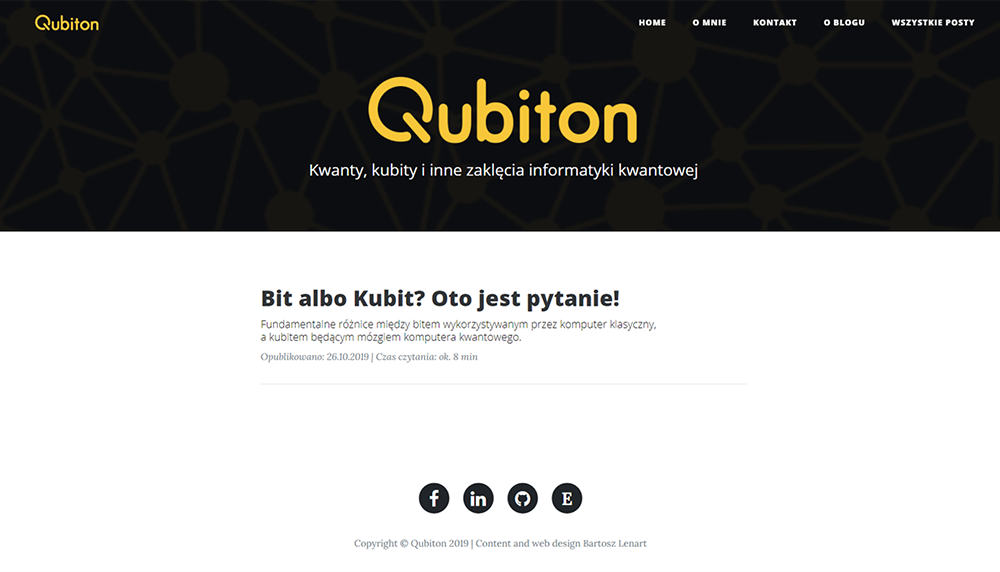 Qubiton
HOME
O MNIE
KONTAKT
O BLOGU
WSZYSTKIE POSTY
Qubiton
Kwanty, kubity i inne zaklęcia informatyki kwantowej
Bit albo Kubit? Oto jest pytanie!
Fundamentalne różnice między bitem wykorzystywanym przez komputer klasyczny,
a kubitem będącym mózgiem komputera kwantowego.
Opublikowano: 26.10.2019 | Czas czytania: ok. 8 min
f
in
E
Copyright © Qubiton 2019 | Content and web design Bartosz Lenart